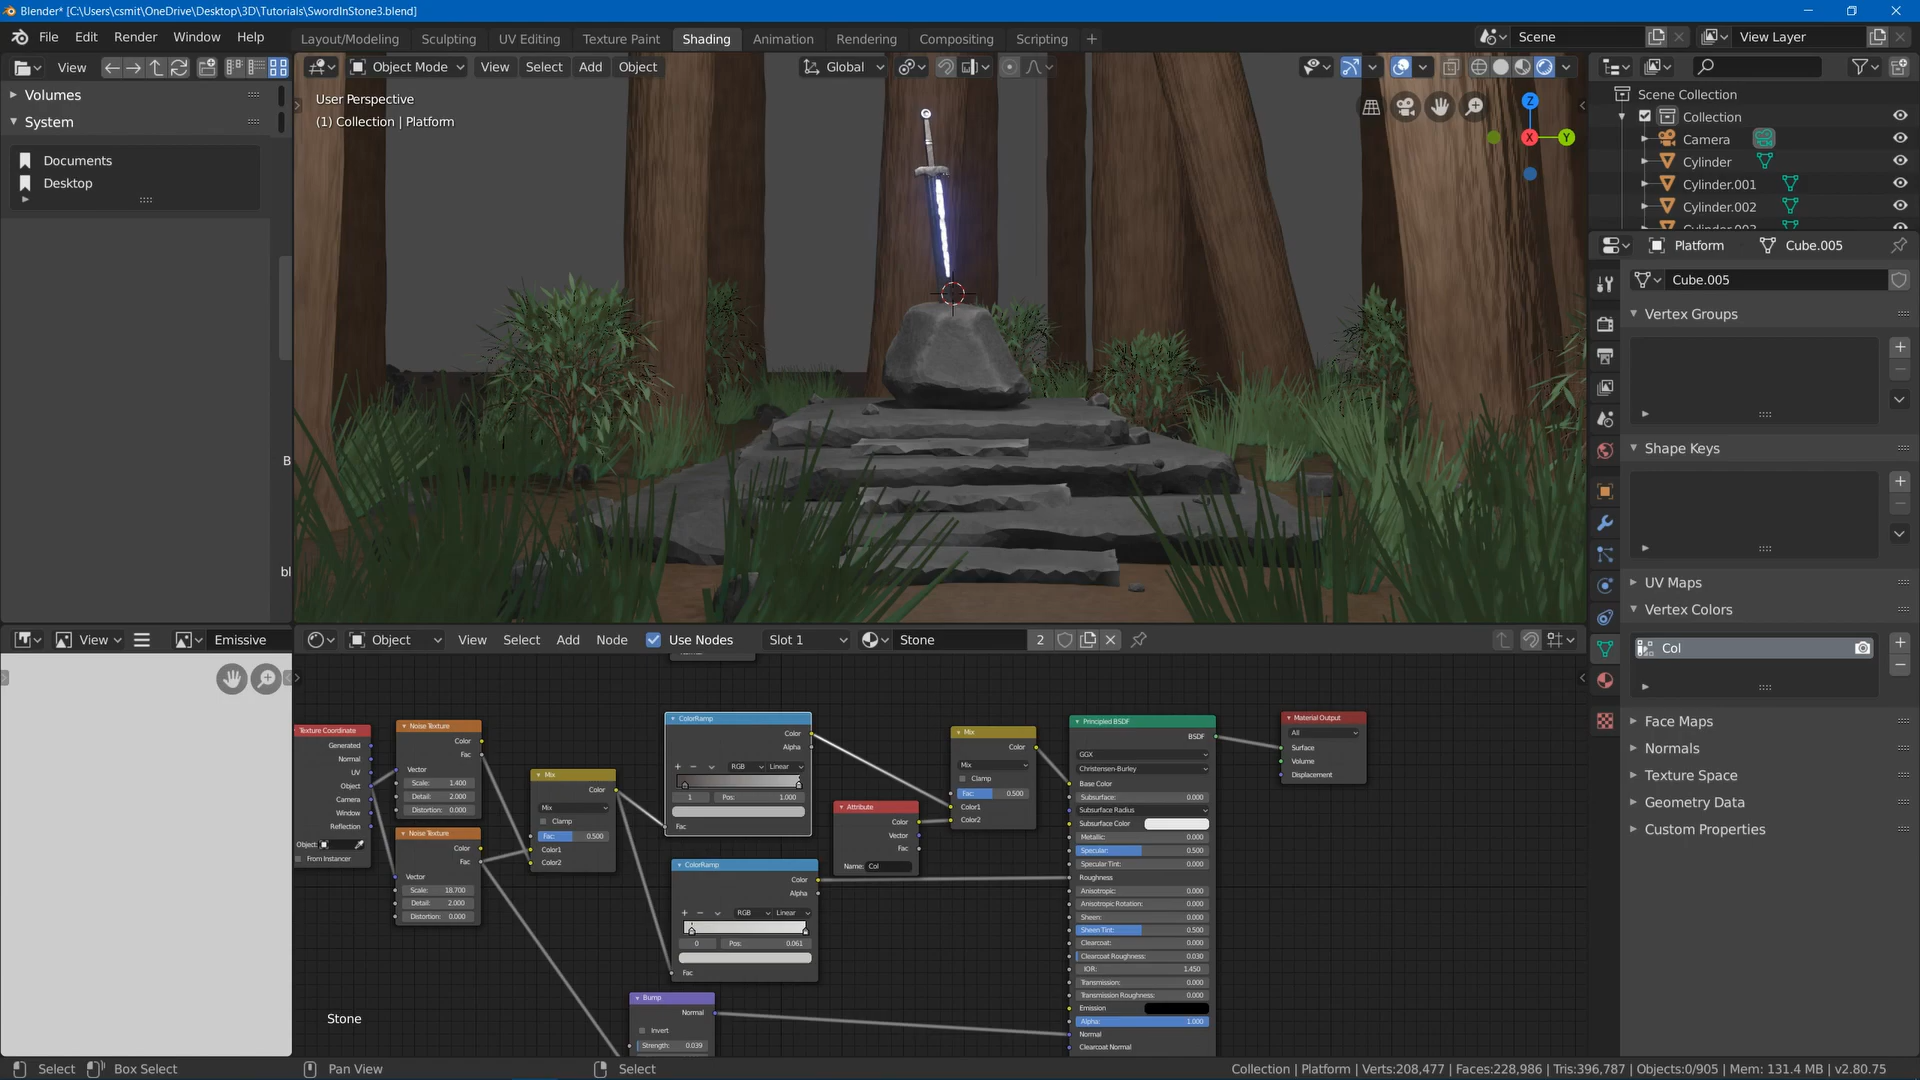 Blender* [C:\Users\csmit\OneDrive\Desktop\3D\Tutorials\SwordInStone3.blend]
File Edit Render Window Help
Layout/Modeling Sculpting UV Editing Texture Paint Shading Animation Rendering Compositing Scripting +
Scene
View Layer
View
Object Mode View Select Add Object
Global
Volumes
System
Documents
Desktop
User Perspective
(1) Collection | Platform
Z
X
Y
Scene Collection
Collection
Camera
Cylinder
Cylinder.001
Cylinder.002
Platform Cube.005
Cube.005
Vertex Groups
Shape Keys
UV Maps
Vertex Colors
Col
Face Maps
Normals
Texture Space
Geometry Data
Custom Properties
B
bl
View Emissive
Object View Select Add Node Use Nodes Slot 1 Stone 2
Texture Coordinate
Generated
Normal
UV
Object
Camera
Window
Reflection
Object:
From Instancer
Noise Texture
Color
Fac
Vector
Scale: 1.400
Detail: 2.000
Distortion: 0.000
Noise Texture
Color
Fac
Vector
Scale: 18.700
Detail: 2.000
Distortion: 0.000
Mix
Color
Mix
Clamp
Fac: 0.500
Color1
Color2
ColorRamp
Color
Alpha
RGB Linear
1 Pos: 1.000
Fac
ColorRamp
Color
Alpha
RGB Linear
0 Pos: 0.061
Fac
Bump
Normal
Invert
Strength: 0.039
Attribute
Color
Vector
Fac
Name: Col
Mix
Color
Mix
Clamp
Fac: 0.500
Color1
Color2
Principled BSDF
BSDF
GGX
Christensen-Burley
Base Color
Subsurface: 0.000
Subsurface Radius
Subsurface Color
Metallic: 0.000
Specular: 0.500
Specular Tint: 0.000
Roughness
Anisotropic: 0.000
Anisotropic Rotation: 0.000
Sheen: 0.000
Sheen Tint: 0.500
Clearcoat: 0.000
Clearcoat Roughness: 0.030
IOR: 1.450
Transmission: 0.000
Transmission Roughness: 0.000
Emission
Alpha: 1.000
Normal
Clearcoat Normal
Material Output
All
Surface
Volume
Displacement
Stone
Select Box Select Pan View Select
Collection | Platform | Verts:208,477 | Faces:228,986 | Tris:396,787 | Objects:0/905 | Mem: 131.4 MB | v2.80.75